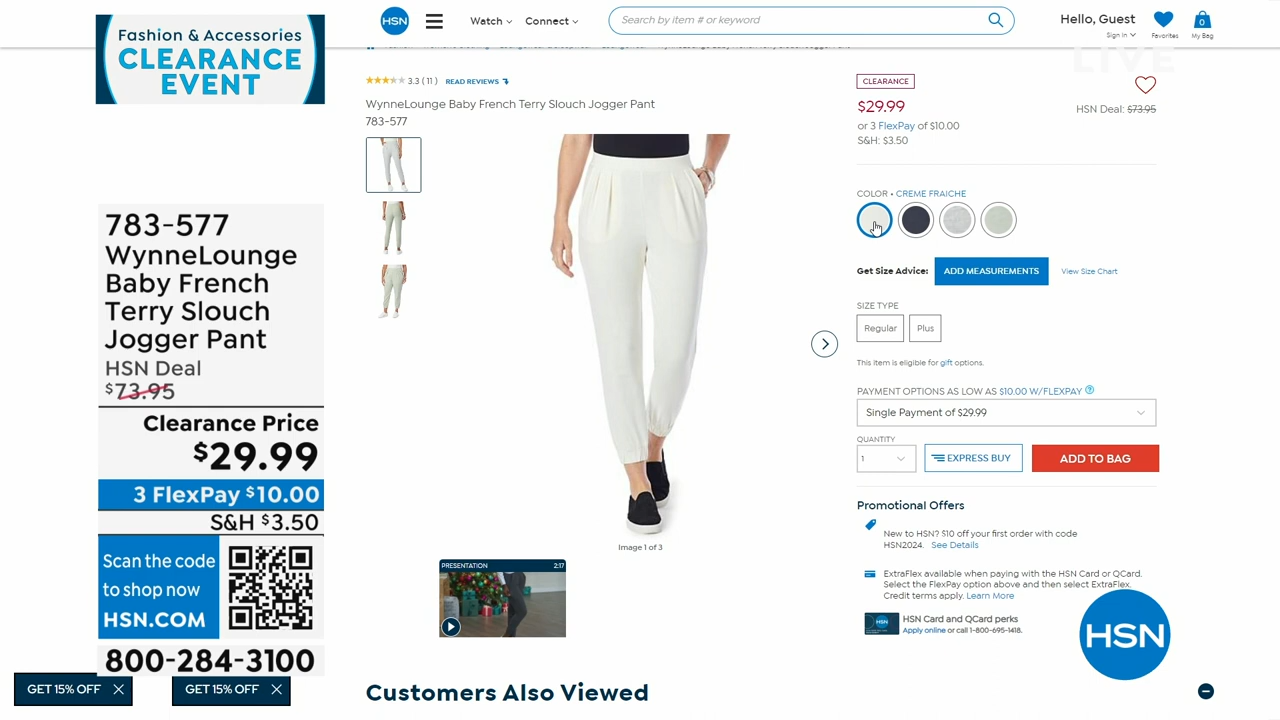 Fashion & Accessories
CLEARANCE
EVENT
HSN
Watch
Connect
Search by item # or keyword
Hello, Guest
Sign In
Favorites
0
My Bag
LIVE
3.3 (11)
READ REVIEWS
WynneLounge Baby French Terry Slouch Jogger Pant
783-577
CLEARANCE
$29.99
HSN Deal: $73.95
or 3 FlexPay of $10.00
S&H: $3.50
COLOR • CREME FRAICHE
Get Size Advice:
ADD MEASUREMENTS
View Size Chart
SIZE TYPE
Regular
Plus
This item is eligible for gift options.
PAYMENT OPTIONS AS LOW AS $10.00 W/FLEXPAY ?
Single Payment of $29.99
QUANTITY
1
EXPRESS BUY
ADD TO BAG
Promotional Offers
New to HSN? $10 off your first order with code
HSN2024. See Details
ExtraFlex available when paying with the HSN Card or QCard.
Select the FlexPay option above and then select ExtraFlex.
Credit terms apply. Learn More
HSN
HSN Card and QCard perks
Apply online or call 1-800-695-1418.
HSN
Image 1 of 3
PRESENTATION 2:17
Customers Also Viewed
783-577
WynneLounge
Baby French
Terry Slouch
Jogger Pant
HSN Deal
$73.95
Clearance Price
$29.99
3 FlexPay $10.00
S&H $3.50
Scan the code
to shop now
HSN.COM
800-284-3100
GET 15% OFF
GET 15% OFF